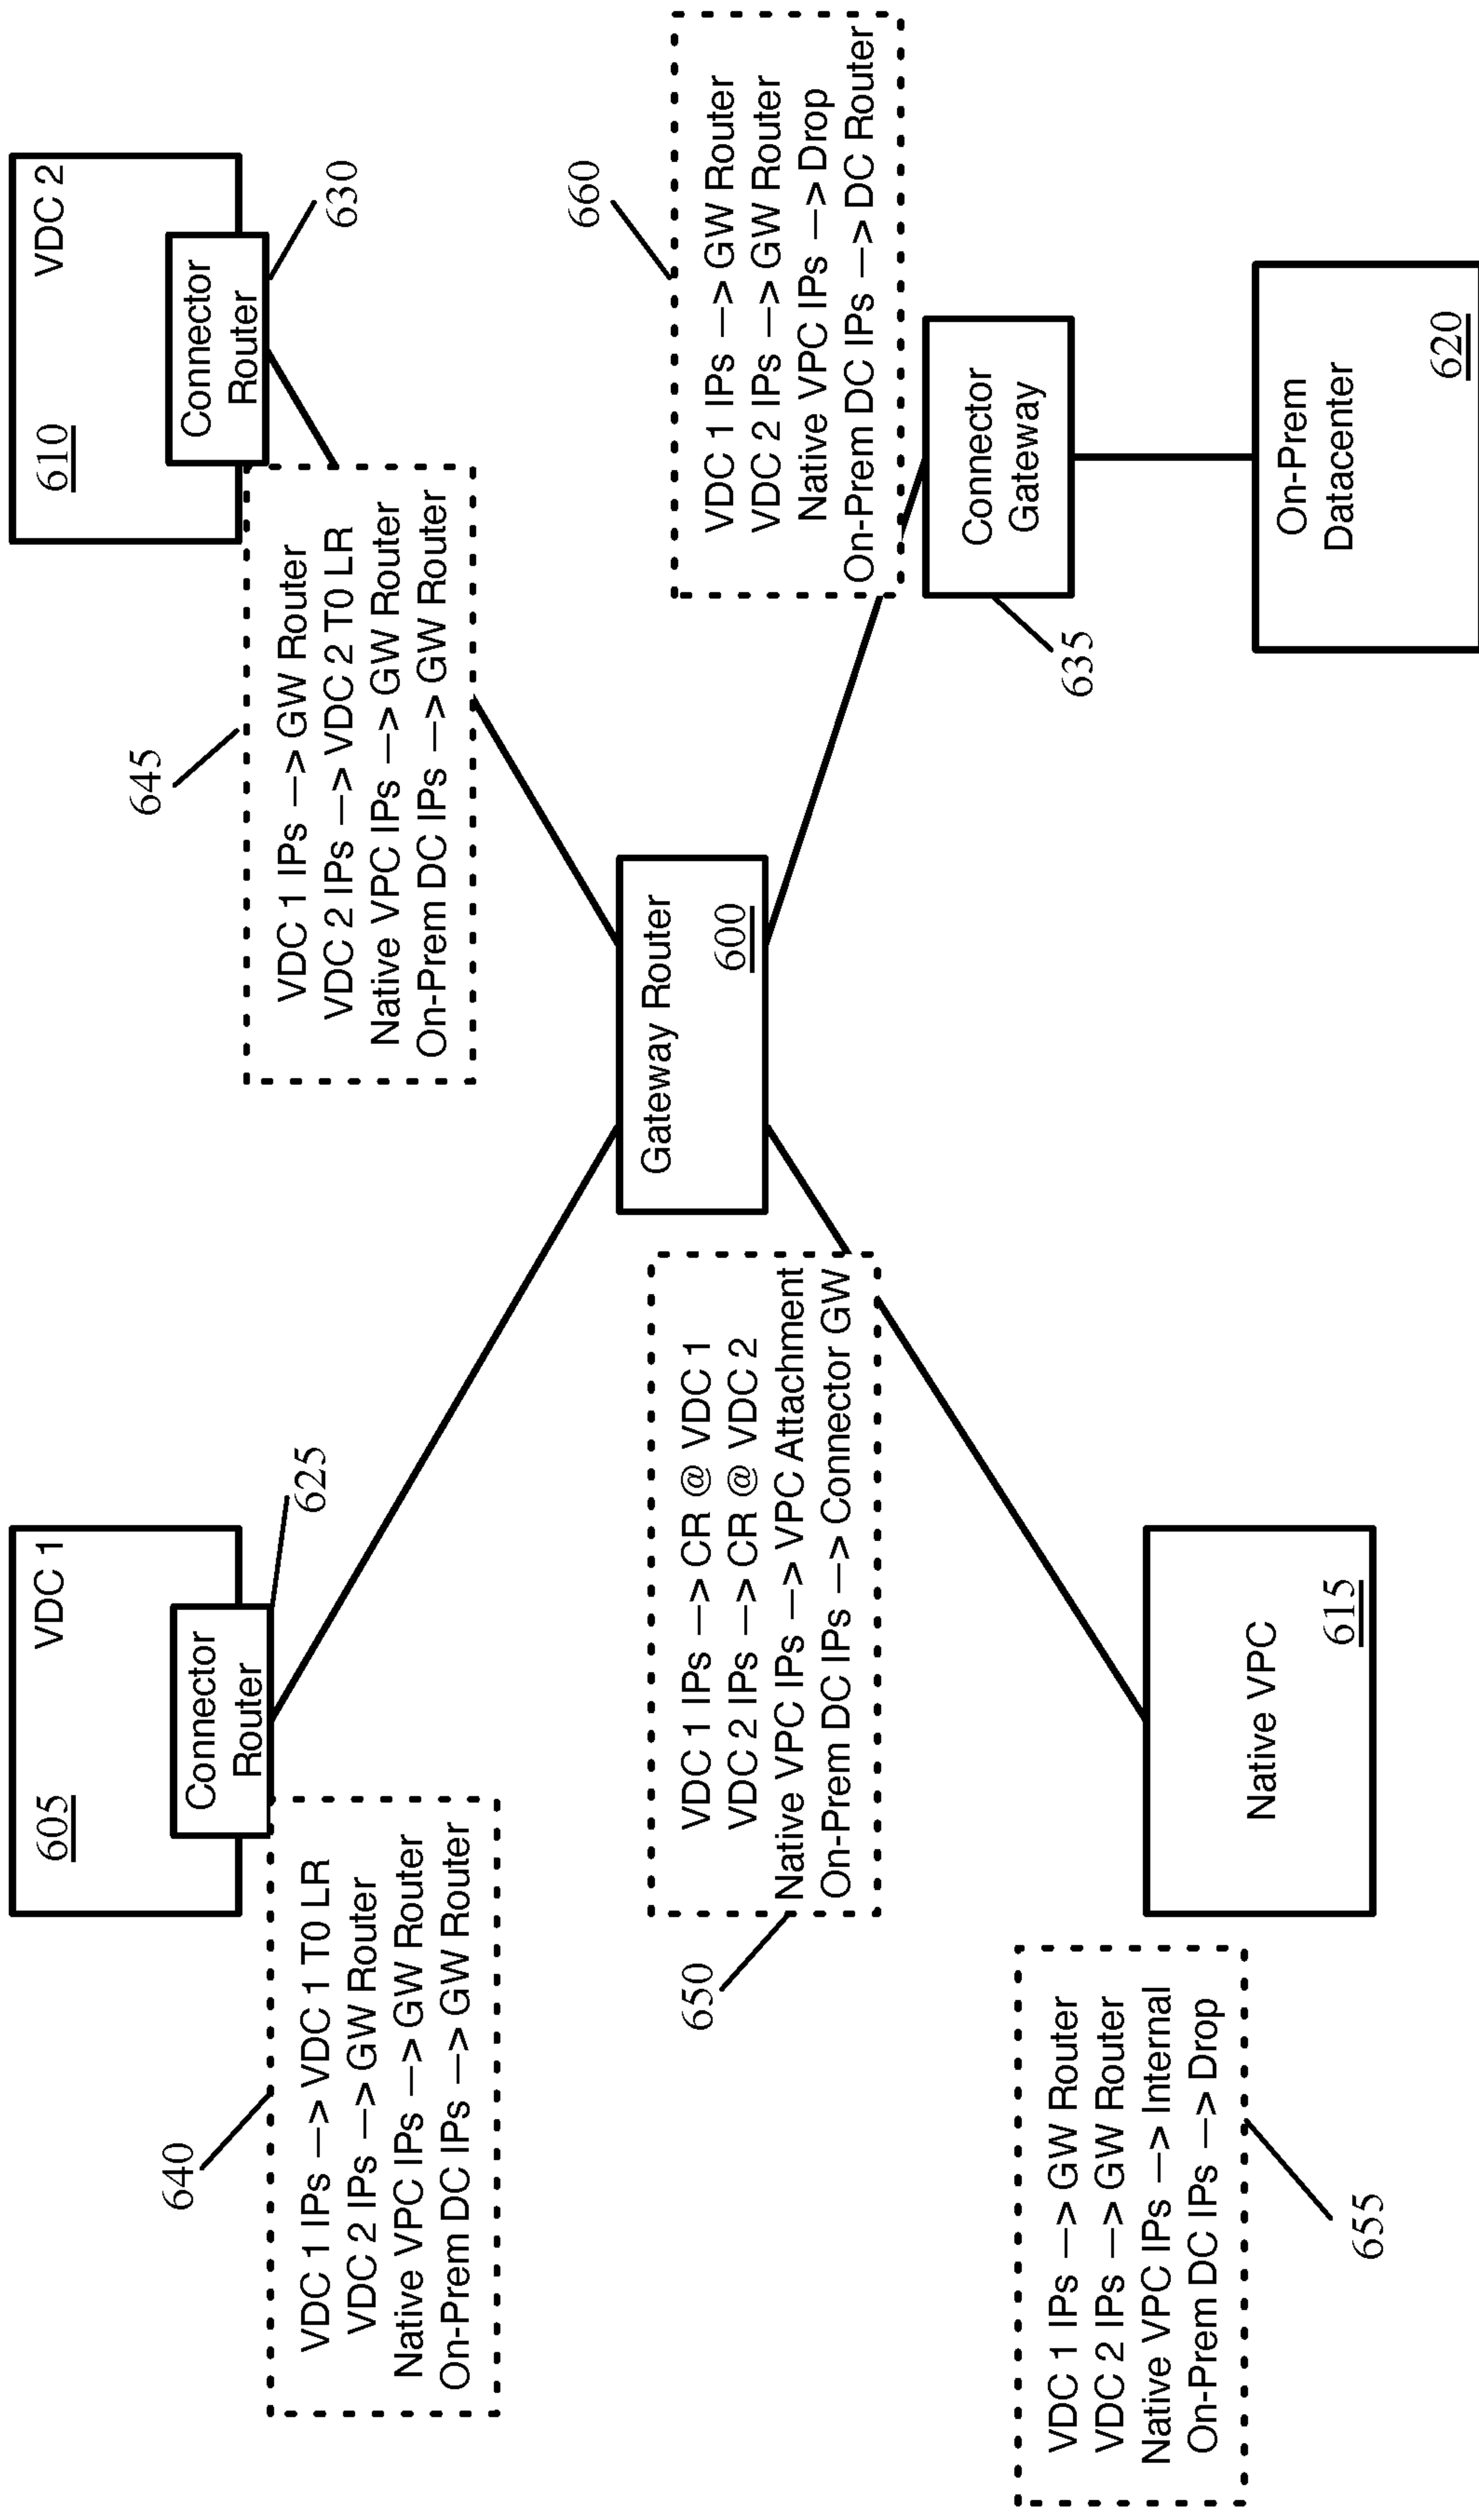 605
VDC 1
Connector
Router
625
640
VDC 1 IPs —> VDC 1 T0 LR
VDC 2 IPs —> GW Router
Native VPC IPs —> GW Router
On-Prem DC IPs —> GW Router
610
VDC 2
Connector
Router
630
645
VDC 1 IPs —> GW Router
VDC 2 IPs —> VDC 2 T0 LR
Native VPC IPs —> GW Router
On-Prem DC IPs —> GW Router
Gateway Router
600
650
VDC 1 IPs —> CR @ VDC 1
VDC 2 IPs —> CR @ VDC 2
Native VPC IPs —> VPC Attachment
On-Prem DC IPs —> Connector GW
660
VDC 1 IPs —> GW Router
VDC 2 IPs —> GW Router
Native VPC IPs —> Drop
On-Prem DC IPs —> DC Router
Connector
Gateway
635
655
VDC 1 IPs —> GW Router
VDC 2 IPs —> GW Router
Native VPC IPs —> Internal
On-Prem DC IPs —> Drop
Native VPC
615
On-Prem
Datacenter
620